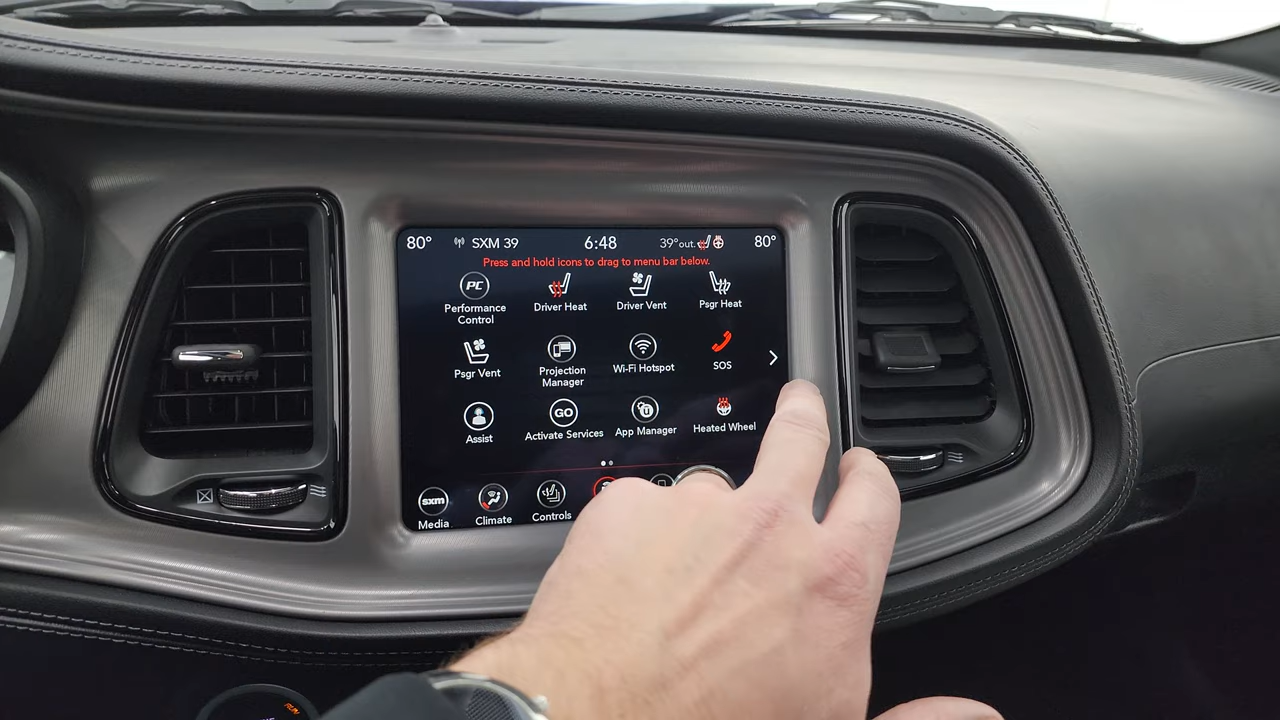 80° SXM 39 6:48 39°out. 80°
Press and hold icons to drag to menu bar below.
PC
Performance
Control
Driver Heat
Driver Vent
Psgr Heat
Psgr Vent
Projection
Manager
Wi-Fi Hotspot
SOS
Assist
GO
Activate Services
U
App Manager
Heated Wheel
sxm
Media
Climate
Controls